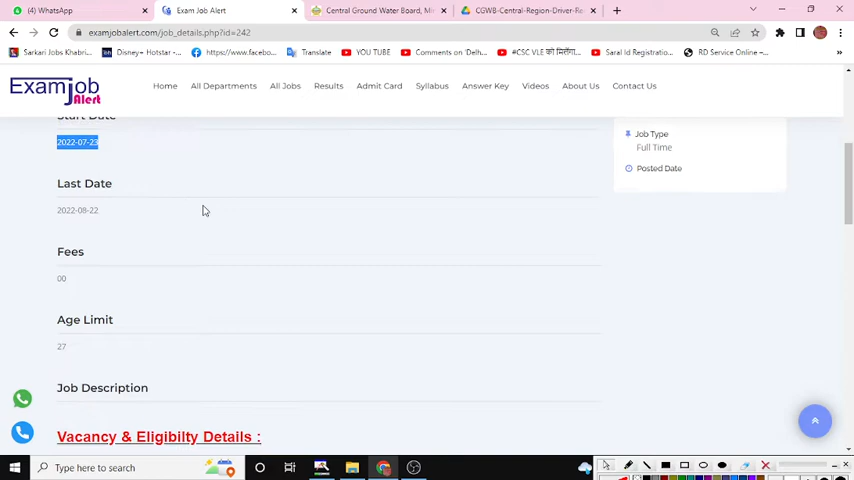 (4) WhatsApp
Exam Job Alert
Central Ground Water Board, Mi
CGWB-Central-Region-Driver-Re
examjobalert.com/job_details.php?id=242
Sarkari Jobs Khabri...
Disney+ Hotstar -...
https://www.facebo...
Translate
YOU TUBE
Comments on 'Delh...
#CSC VLE को मिलेगा...
Saral Id Registratio...
RD Service Online –...
»
ExamJob
Alert
Home
All Departments
All Jobs
Results
Admit Card
Syllabus
Answer Key
Videos
About Us
Contact Us
Start Date
2022-07-23
Last Date
2022-08-22
Fees
00
Age Limit
27
Job Description
Vacancy & Eligibilty Details :
Job Type
Full Time
Posted Date
Type here to search